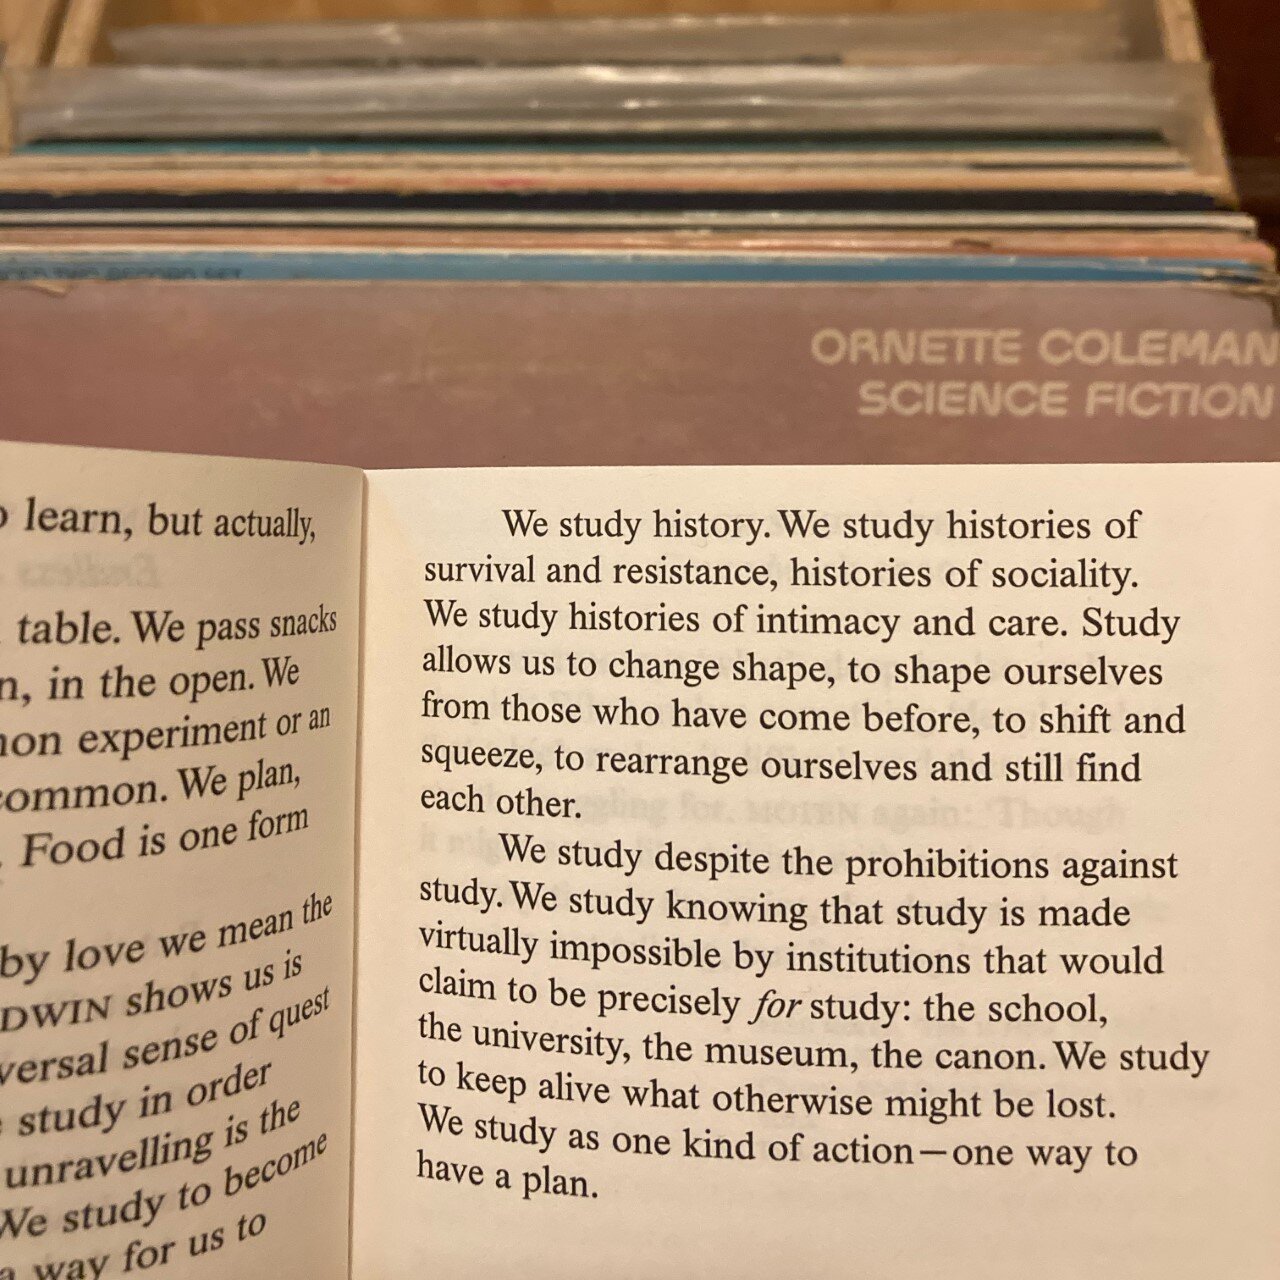 ORNETTE COLEMAN
SCIENCE FICTION
learn, but actually,
table. We pass snacks
in the open. We
experiment or an
common. We plan,
Food is one form
by love we mean the
shows us is
sense of quest
study in order
unravelling is the
We study to become
way for us to
We study history. We study histories of
survival and resistance, histories of sociality.
We study histories of intimacy and care. Study
allows us to change shape, to shape ourselves
from those who have come before, to shift and
squeeze, to rearrange ourselves and still find
each other.
We study despite the prohibitions against
study. We study knowing that study is made
virtually impossible by institutions that would
claim to be precisely for study: the school,
the university, the museum, the canon. We study
to keep alive what otherwise might be lost.
We study as one kind of action—one way to
have a plan.